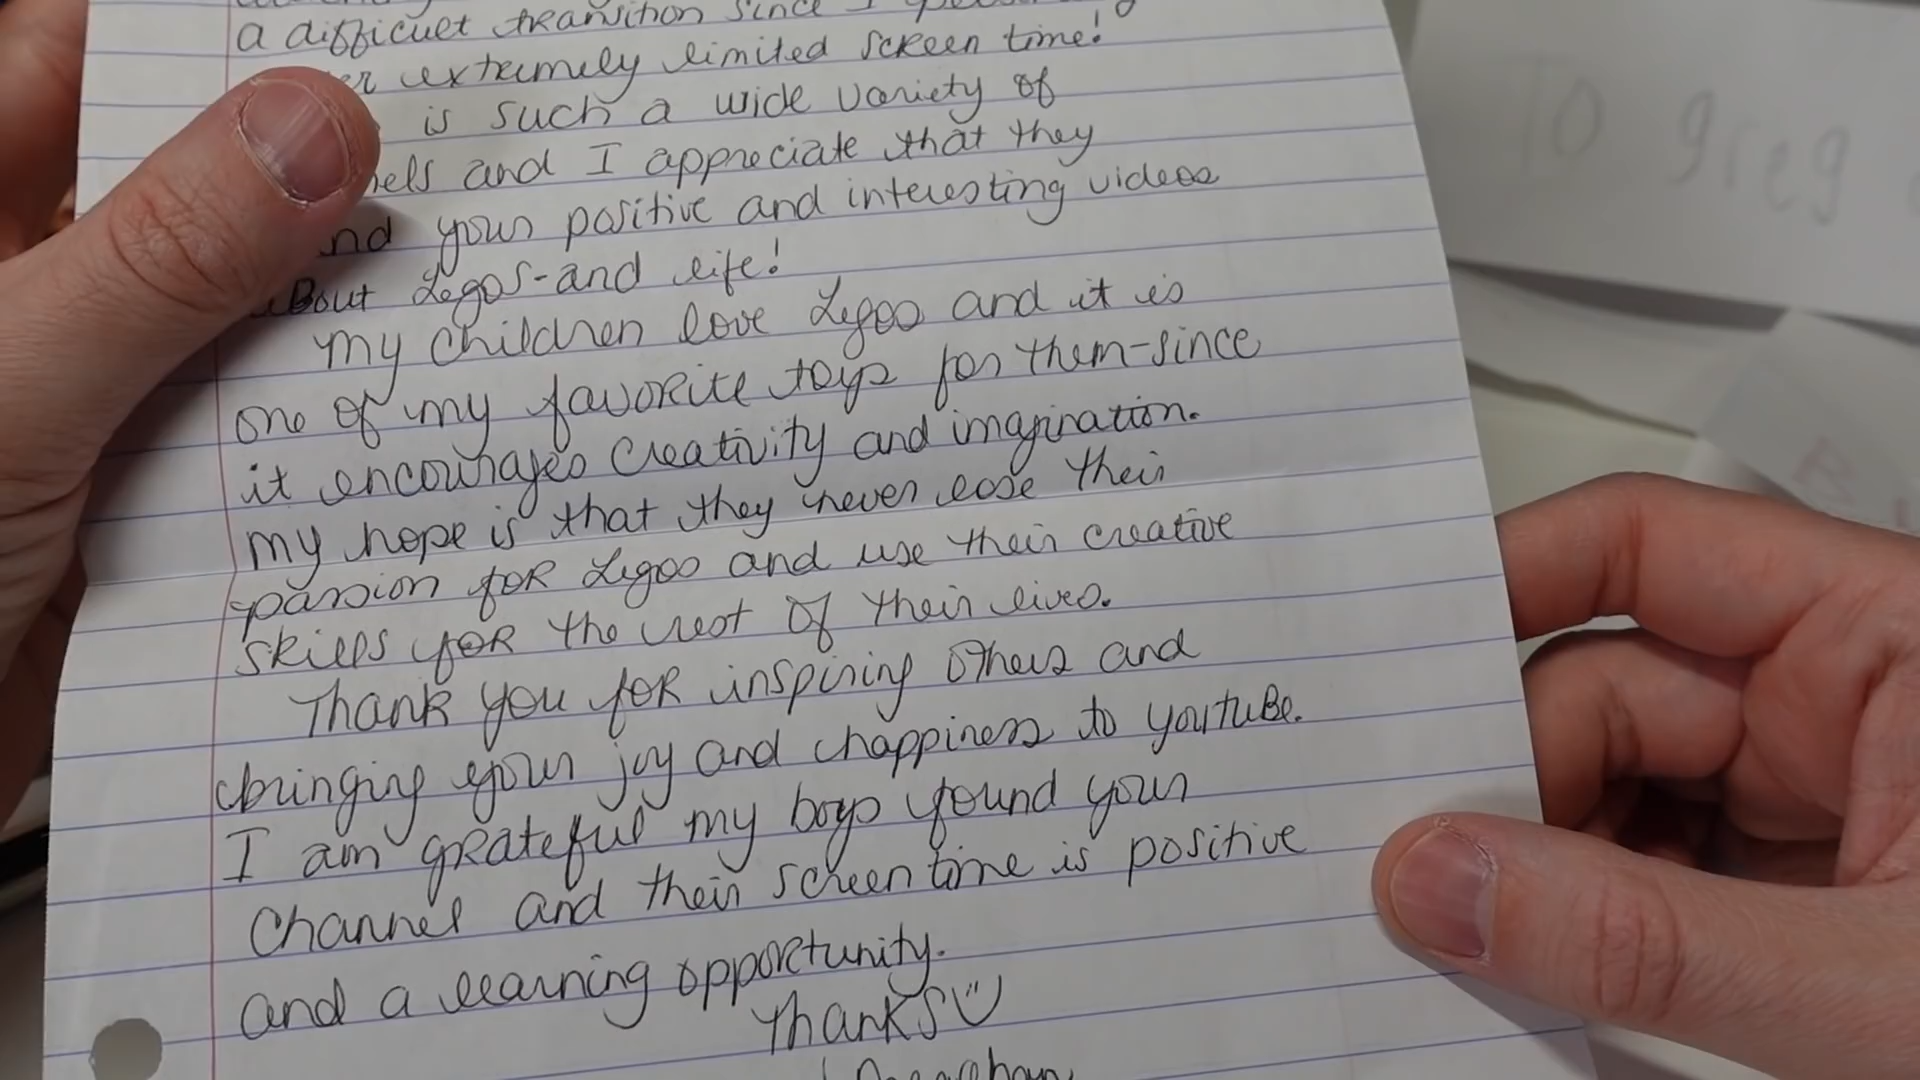 a difficult transition since I
extremely limited screen time!
is such a wide variety of
and I appreciate that they
your positive and interesting videos
about Legos-and life!
my children love Legos and it is
one of my favorite toys for them-since
it encourages creativity and imagination.
my hope is that they never lose their
passion for Legos and use their creative
skills for the rest of their lives.
Thank you for inspiring others and
bringing your joy and happiness to youtube.
I am grateful my boys found your
channel and their screen time is positive
and a learning opportunity.
Thanks
To greg